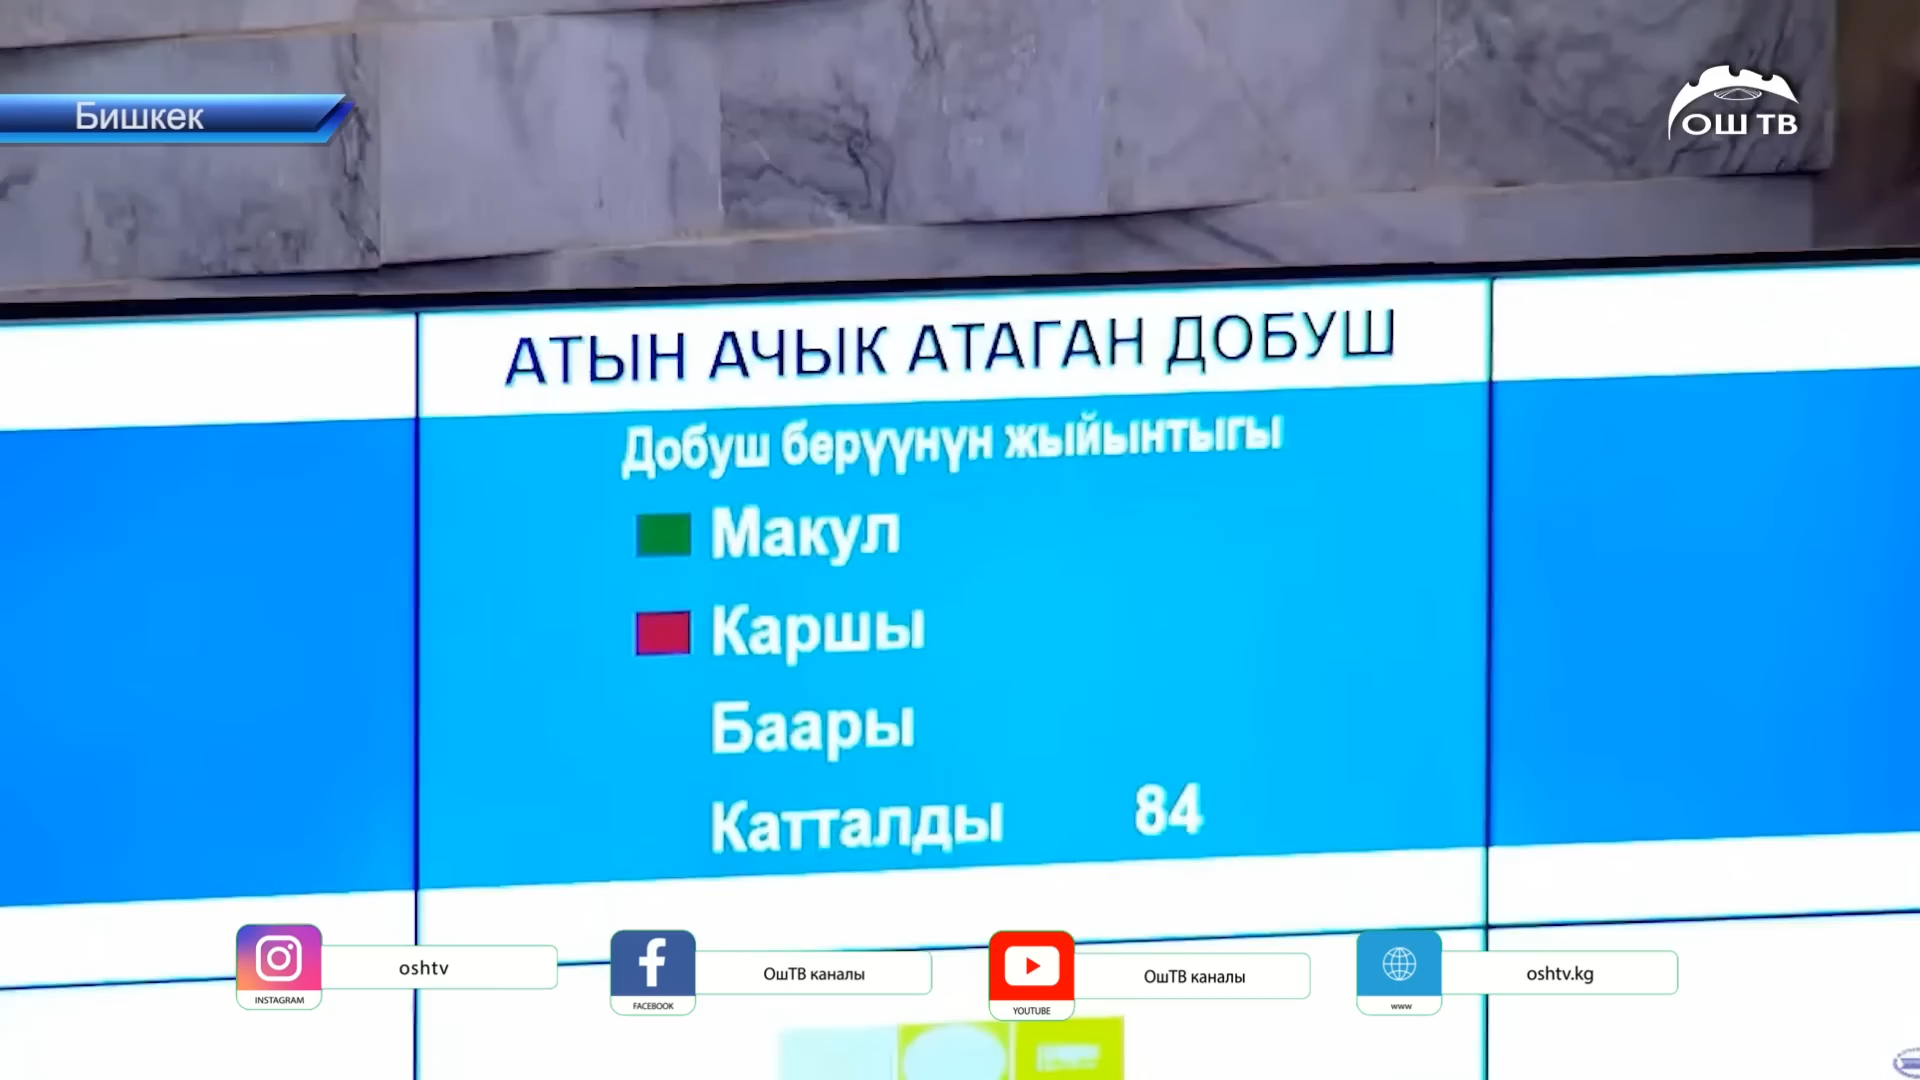 Бишкек
ОШ ТВ
АТЫН АЧЫК АТАГАН ДОБУШ
Добуш берүүнүн жыйынтыгы
Макул
Каршы
Баары
Катталды 84
INSTAGRAM
oshtv
FACEBOOK
ОшТВ каналы
YOUTUBE
ОшТВ каналы
www
oshtv.kg